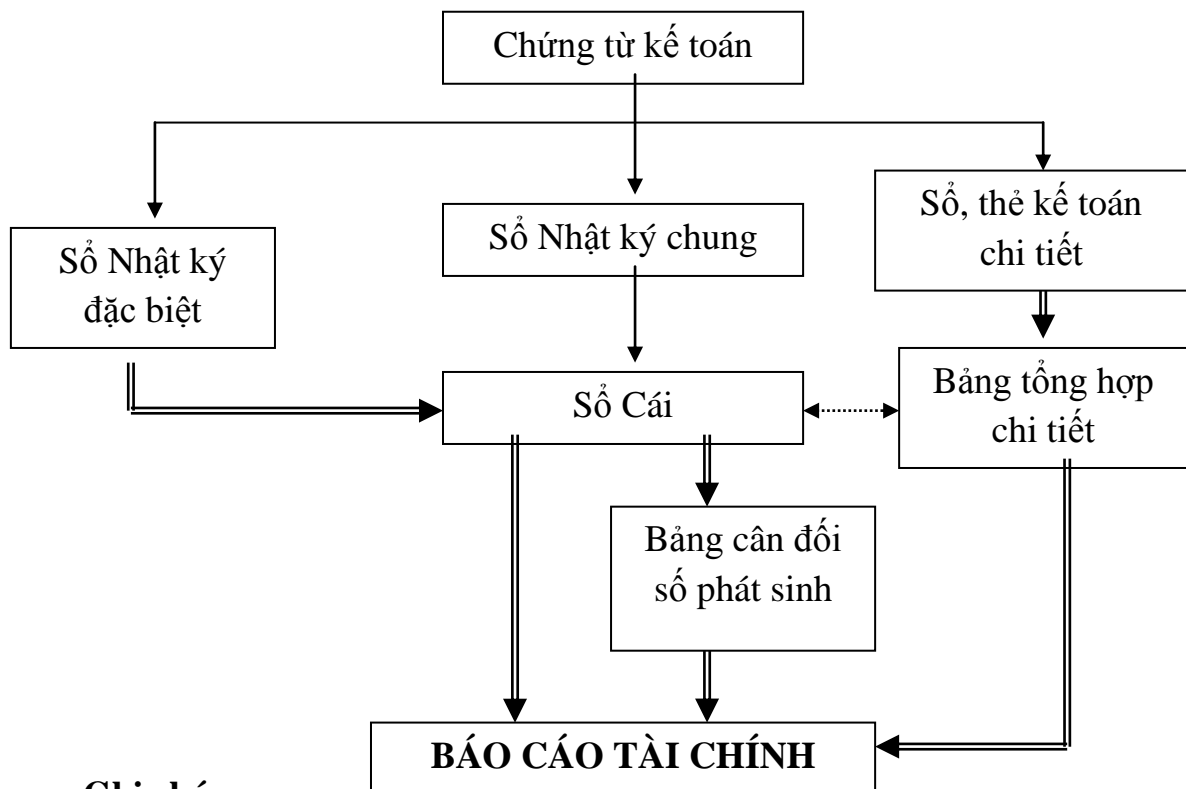 Chứng từ kế toán
Sổ Nhật ký
đặc biệt
Sổ Nhật ký chung
Sổ, thẻ kế toán
chi tiết
Sổ Cái
Bảng tổng hợp
chi tiết
Bảng cân đối
số phát sinh
BÁO CÁO TÀI CHÍNH